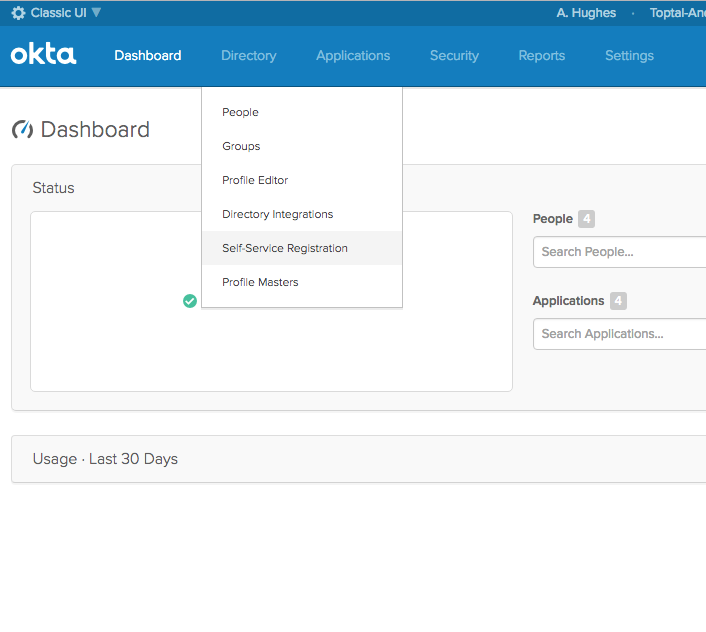 Classic UI ▼ A. Hughes · Toptal-And
okta Dashboard Directory Applications Security Reports Settings
People
Groups
Profile Editor
Directory Integrations
Self-Service Registration
Profile Masters
Dashboard
Status
People 4
Search People...
Applications 4
Search Applications...
Usage · Last 30 Days